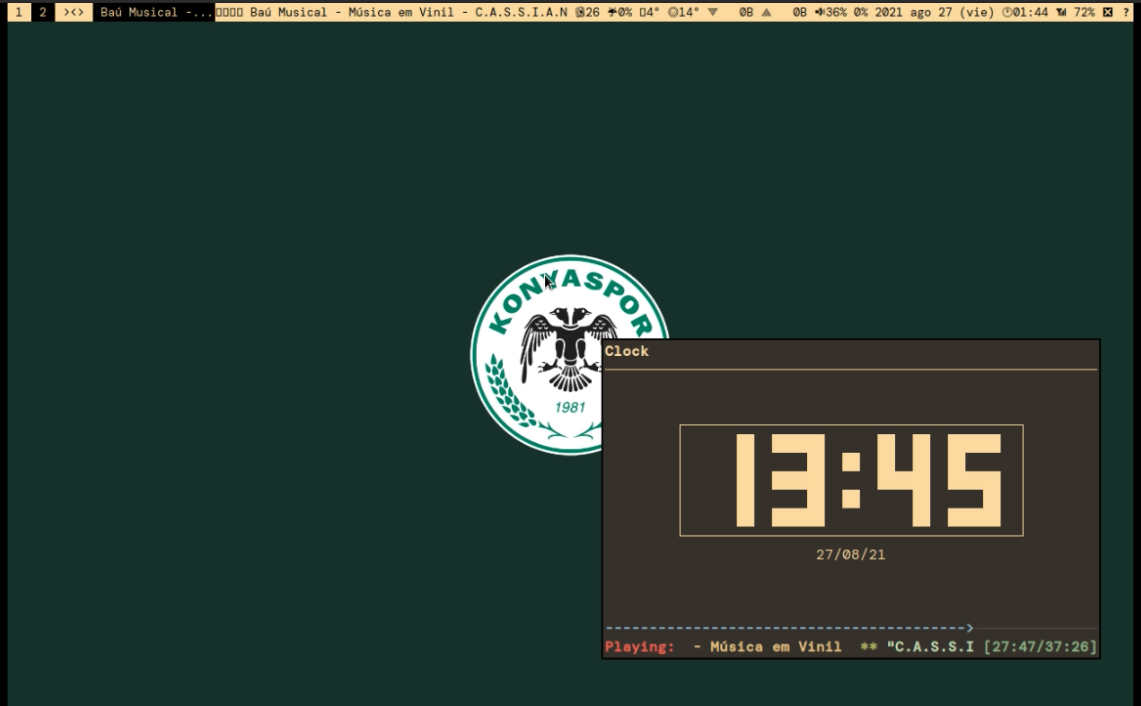 1 2 ><> Baú Musical -... Baú Musical - Música em Vinil - C.A.S.S.I.A.N 26 0% 4° 14° 0B 0B 36% 0% 2021 ago 27 (vie) 01:44 72% ?
KONYASPOR
1981
Clock
13:45
27/08/21
Playing: - Música em Vinil ** "C.A.S.S.I [27:47/37:26]